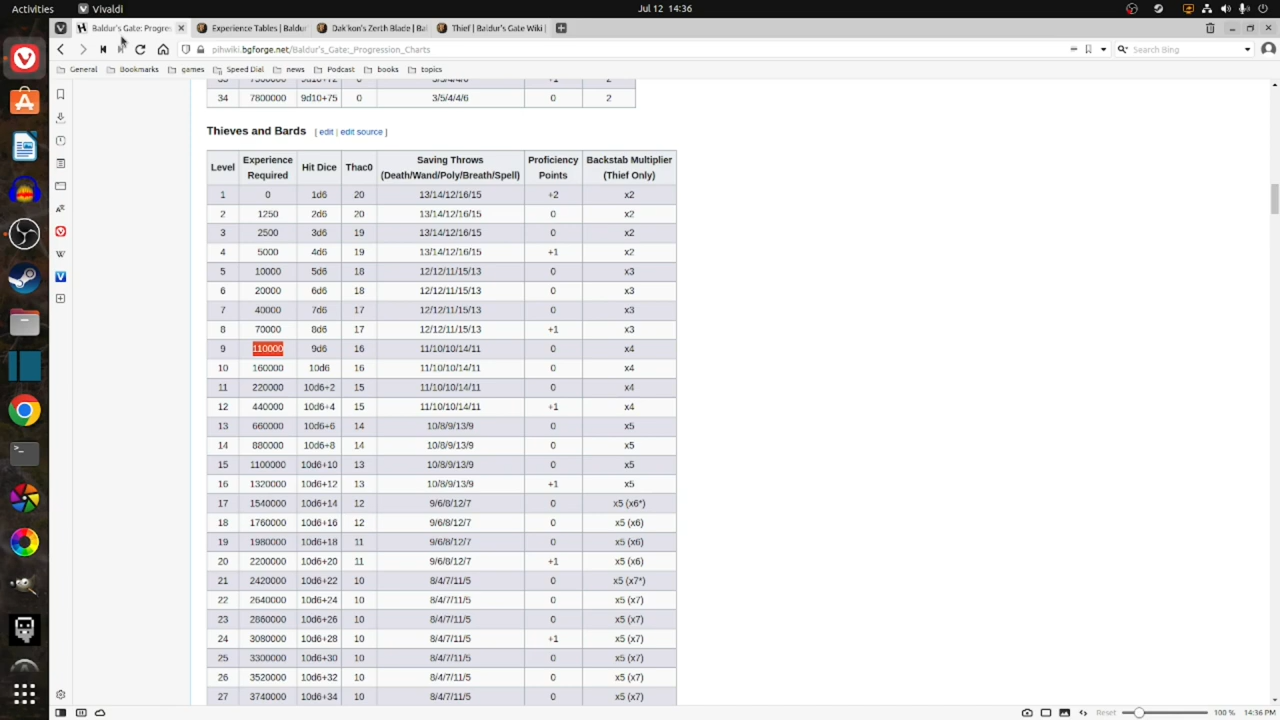 Activities Vivaldi Jul 12 14:36
Baldur's Gate: Progres Experience Tables | Baldur Dak'kon's Zerth Blade | Bal Thief | Baldur's Gate Wiki |
pihwiki.bgforge.net/Baldur's_Gate:_Progression_Charts Search Bing
General Bookmarks games Speed Dial news Podcast books topics
34 7800000 9d10+75 0 3/5/4/4/6 0 2
Thieves and Bards [ edit | edit source ]
Level Experience Required Hit Dice Thac0 Saving Throws (Death/Wand/Poly/Breath/Spell) Proficiency Points Backstab Multiplier (Thief Only)
1 0 1d6 20 13/14/12/16/15 +2 x2
2 1250 2d6 20 13/14/12/16/15 0 x2
3 2500 3d6 19 13/14/12/16/15 0 x2
4 5000 4d6 19 13/14/12/16/15 +1 x2
5 10000 5d6 18 12/12/11/15/13 0 x3
6 20000 6d6 18 12/12/11/15/13 0 x3
7 40000 7d6 17 12/12/11/15/13 0 x3
8 70000 8d6 17 12/12/11/15/13 +1 x3
9 110000 9d6 16 11/10/10/14/11 0 x4
10 160000 10d6 16 11/10/10/14/11 0 x4
11 220000 10d6+2 15 11/10/10/14/11 0 x4
12 440000 10d6+4 15 11/10/10/14/11 +1 x4
13 660000 10d6+6 14 10/8/9/13/9 0 x5
14 880000 10d6+8 14 10/8/9/13/9 0 x5
15 1100000 10d6+10 13 10/8/9/13/9 0 x5
16 1320000 10d6+12 13 10/8/9/13/9 +1 x5
17 1540000 10d6+14 12 9/6/8/12/7 0 x5 (x6*)
18 1760000 10d6+16 12 9/6/8/12/7 0 x5 (x6)
19 1980000 10d6+18 11 9/6/8/12/7 0 x5 (x6)
20 2200000 10d6+20 11 9/6/8/12/7 +1 x5 (x6)
21 2420000 10d6+22 10 8/4/7/11/5 0 x5 (x7*)
22 2640000 10d6+24 10 8/4/7/11/5 0 x5 (x7)
23 2860000 10d6+26 10 8/4/7/11/5 0 x5 (x7)
24 3080000 10d6+28 10 8/4/7/11/5 +1 x5 (x7)
25 3300000 10d6+30 10 8/4/7/11/5 0 x5 (x7)
26 3520000 10d6+32 10 8/4/7/11/5 0 x5 (x7)
27 3740000 10d6+34 10 8/4/7/11/5 0 x5 (x7)
Reset 100 % 14:36 PM